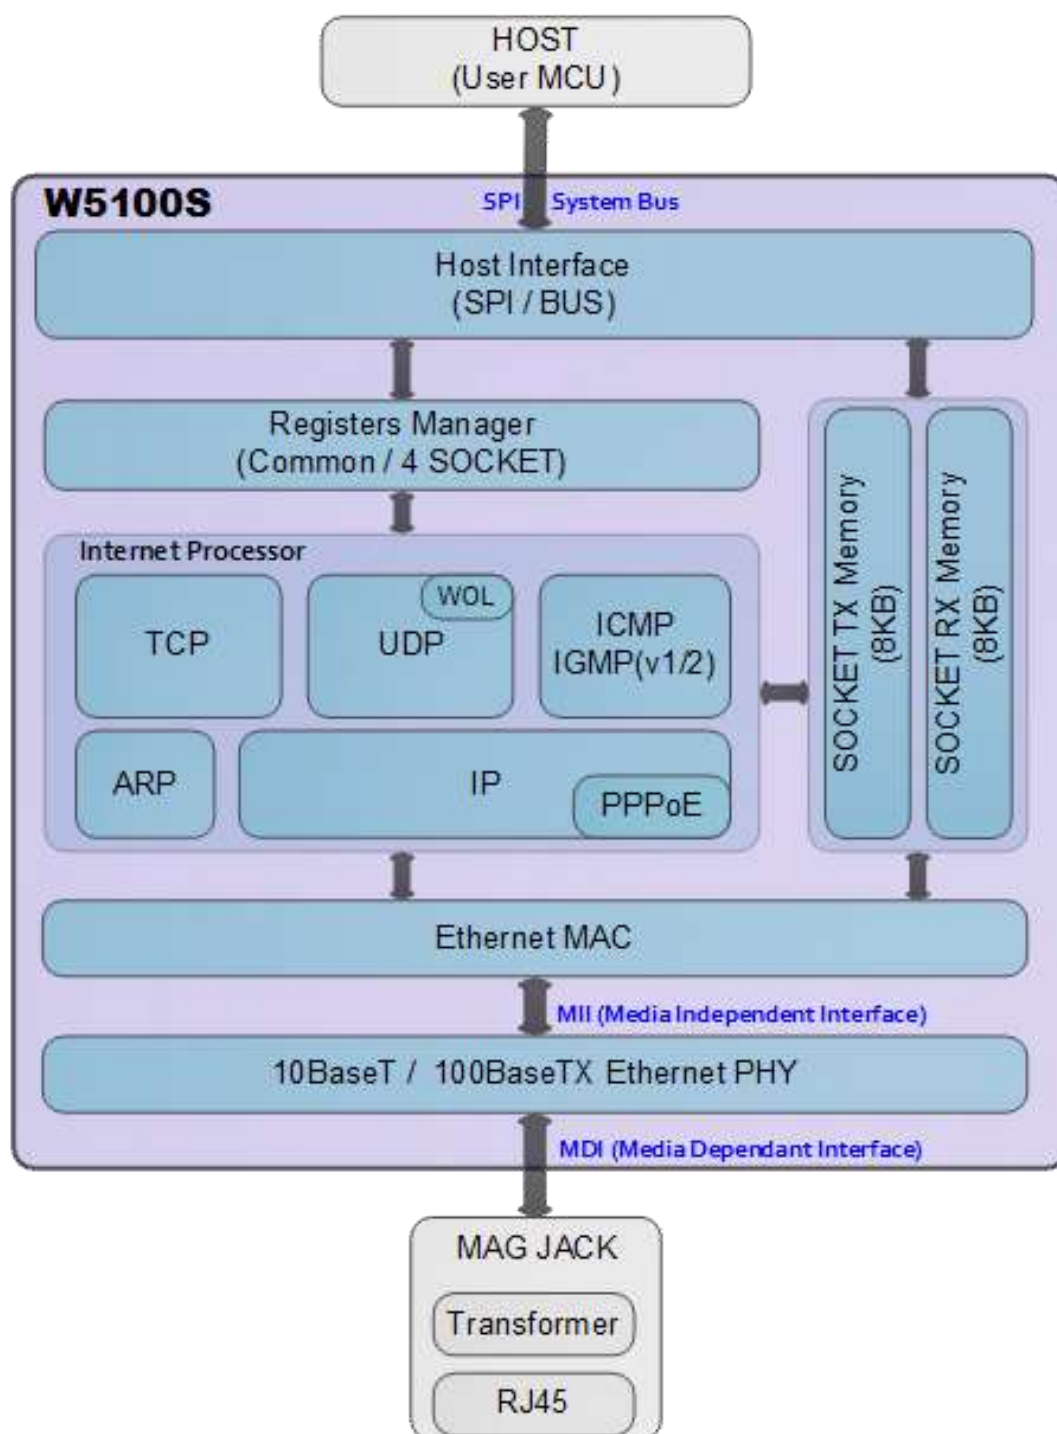 HOST
(User MCU)
W5100S
SPI System Bus
Host Interface
(SPI / BUS)
Registers Manager
(Common / 4 SOCKET)
Internet Processor
TCP
UDP
WOL
ICMP
IGMP(v1/2)
ARP
IP
PPPoE
SOCKET TX Memory
(8KB)
SOCKET RX Memory
(8KB)
Ethernet MAC
MII (Media Independent Interface)
10BaseT / 100BaseTX Ethernet PHY
MDI (Media Dependant Interface)
MAG JACK
Transformer
RJ45